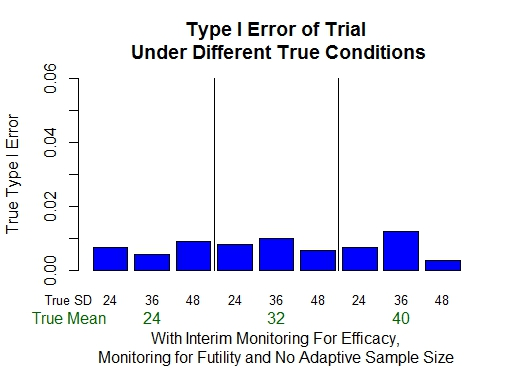 Type I Error of Trial
Under Different True Conditions
True Type I Error
0.06
0.04
0.02
0.00
True SD 24 36 48 24 36 48 24 36 48
True Mean 24 32 40
With Interim Monitoring For Efficacy,
Monitoring for Futility and No Adaptive Sample Size